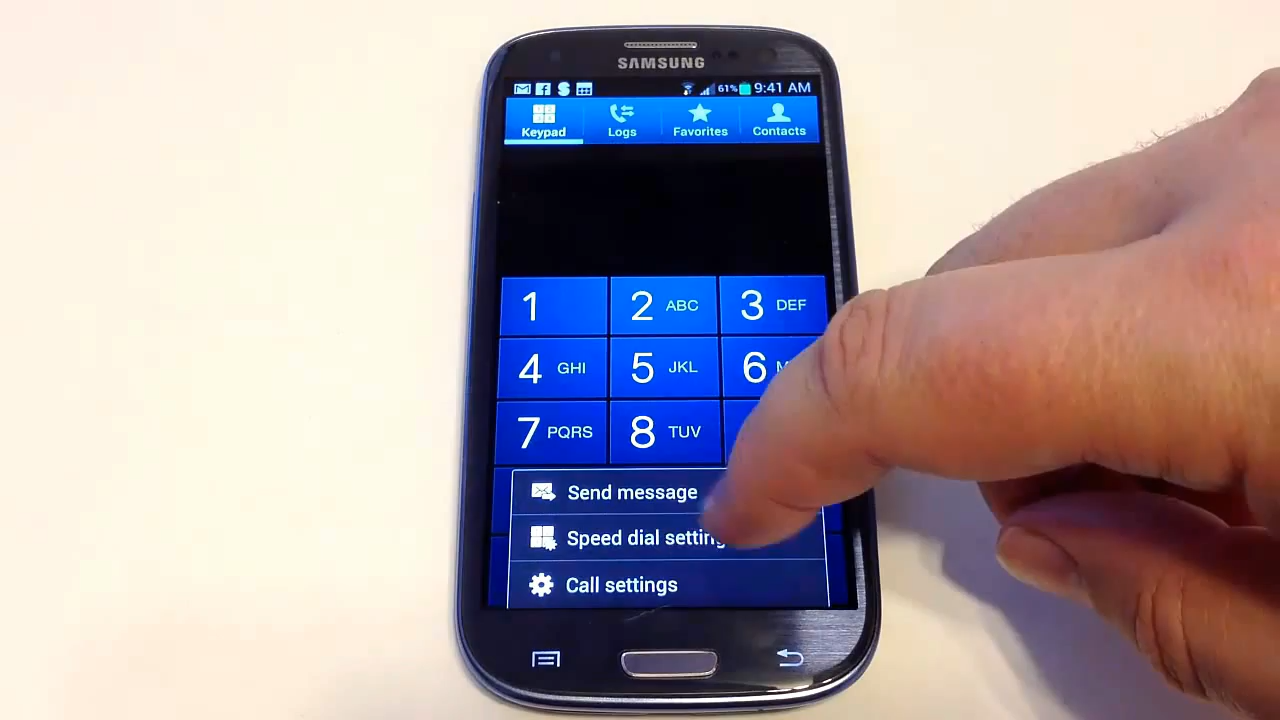 SAMSUNG
61% 9:41 AM
Keypad Logs Favorites Contacts
1 2 ABC 3 DEF
4 GHI 5 JKL 6 M
7 PQRS 8 TUV
Send message
Speed dial setting
Call settings